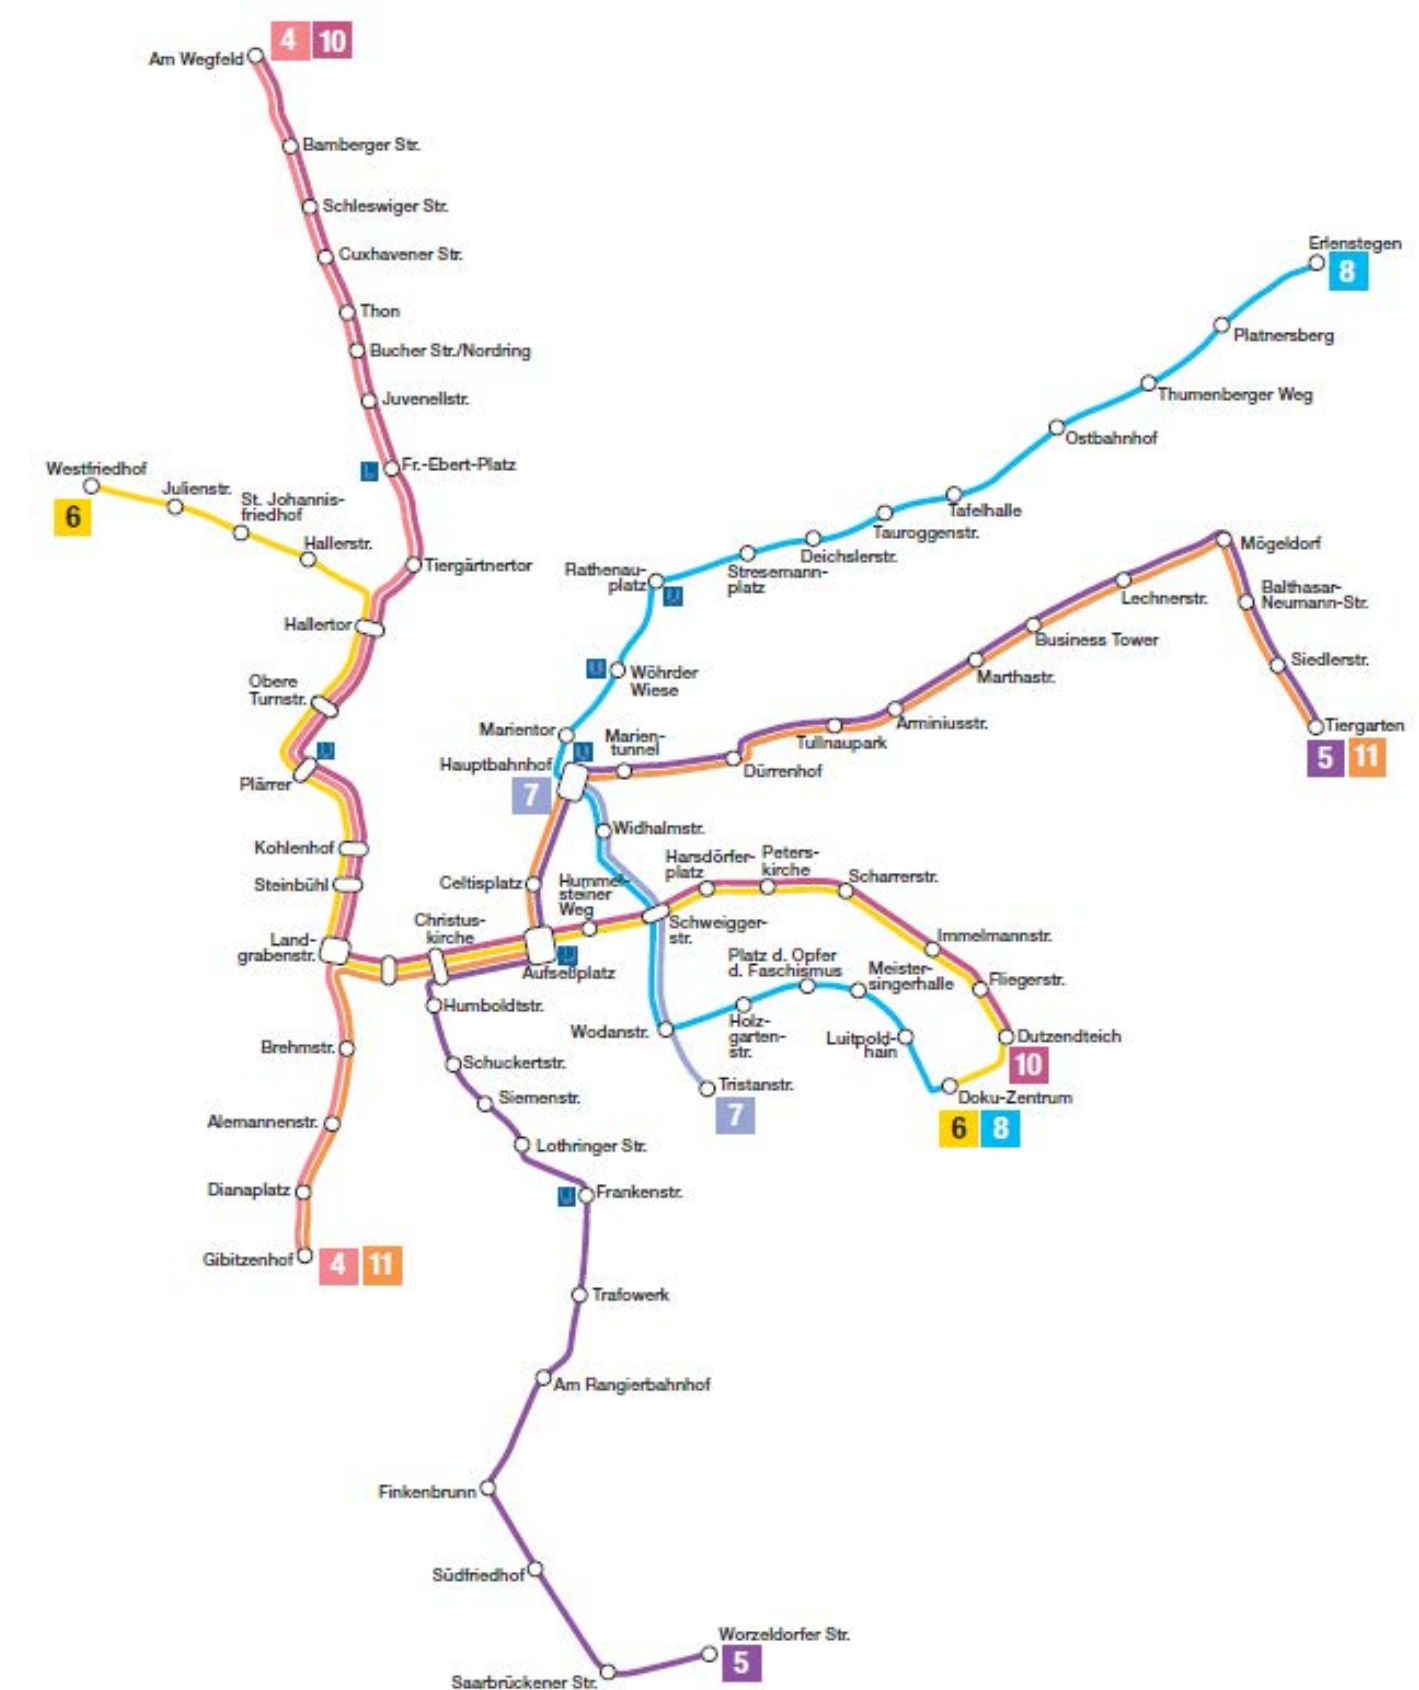 4 10
Am Wegfeld
Bamberger Str.
Schleswiger Str.
Cuxhavener Str.
Thon
Bucher Str./Nordring
Juvenellstr.
Fr.-Ebert-Platz
Westfriedhof
6
Julienstr.
St. Johannis-
friedhof
Hallerstr.
Tiergärtnertor
Hallertor
Obere
Turnstr.
U
Plärrer
Kohlenhof
Steinbühl
Land-
grabenstr.
Christus-
kirche
Brehmstr.
Alemannenstr.
Dianaplatz
Gibitzenhof
4 11
Erlenstegen
8
Platnersberg
Thumenberger Weg
Ostbahnhof
Tafelhalle
Tauroggenstr.
Deichslerstr.
Stresemann-
platz
Rathenau-
platz
U
U
Wöhrder
Wiese
Marientor
U
Hauptbahnhof
7
Marien-
tunnel
Dürrenhof
Tullnaupark
Arminiusstr.
Marthastr.
Business Tower
Lechnerstr.
Mögeldorf
Balthasar-
Neumann-Str.
Siedlerstr.
Tiergarten
5 11
Widhalmstr.
Celtisplatz
Hummel-
steiner
Weg
Harsdörfer-
platz
Peters-
kirche
Scharrerstr.
Schweigger-
str.
U
Aufseßplatz
Immelmannstr.
Fliegerstr.
Dutzendteich
10
Platz d. Opfer
d. Faschismus
Meister-
singerhalle
Holz-
garten-
str.
Luitpold-
hain
Wodanstr.
Doku-Zentrum
6 8
Tristanstr.
7
Humboldtstr.
Schuckertstr.
Siemenstr.
Lothringer Str.
U
Frankenstr.
Trafowerk
Am Rangierbahnhof
Finkenbrunn
Südfriedhof
Saarbrückener Str.
Worzeldorfer Str.
5